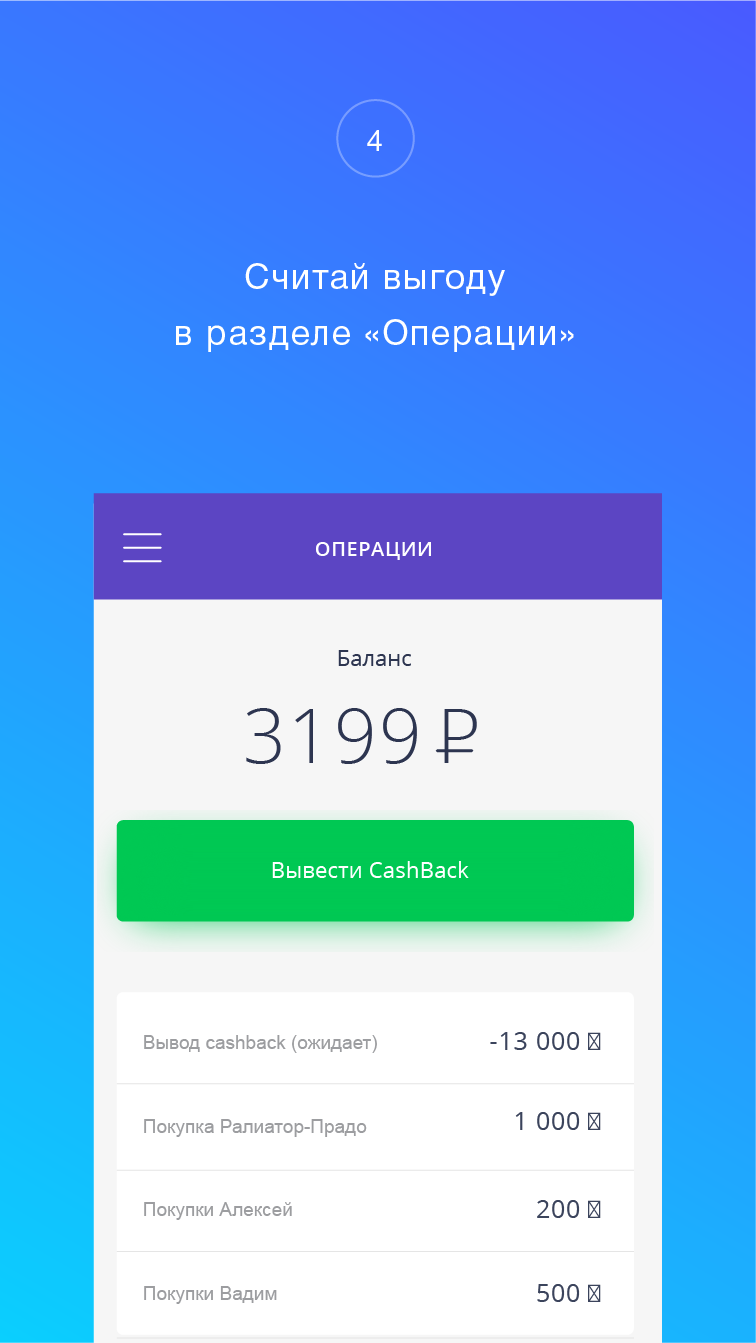 4
Считай выгоду
в разделе «Операции»
ОПЕРАЦИИ
Баланс
3199 ₽
Вывести CashBack
Вывод cashback (ожидает)
-13 000
Покупка Ралиатор-Прадо
1 000
Покупки Алексей
200
Покупки Вадим
500